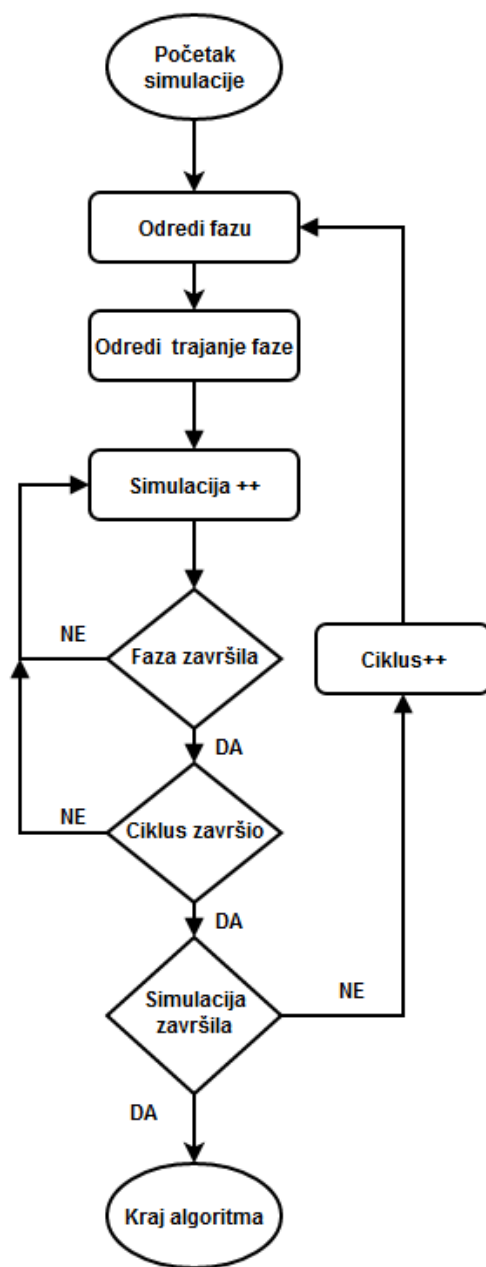 Početak
simulacije
Odredi fazu
Odredi trajanje faze
Simulacija ++
NE
Faza završila
Ciklus++
DA
NE
Ciklus završio
DA
Simulacija
završila
NE
DA
Kraj algoritma